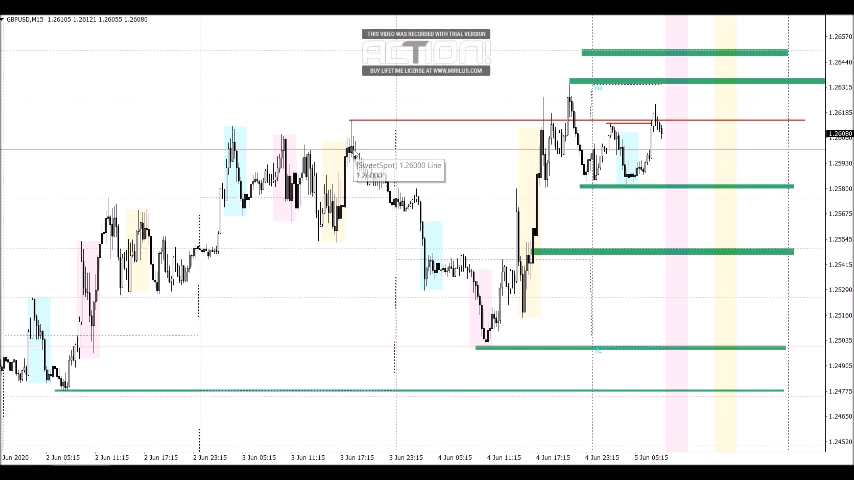 GBPUSD,M15 1.26105 1.26121 1.26055 1.26080
THIS VIDEO WAS RECORDED WITH TRIAL VERSION
ACTION!
BUY LIFETIME LICENSE AT WWW.MIRILLIS.COM
1.26570
1.26440
1.26315
1.26185
1.26080
1.25930
1.25800
1.25675
1.25545
1.25415
1.25290
1.25160
1.25035
1.24905
1.24775
1.24650
1.24520
[SweetSpot] 1.26000 Line
1.26000
Jun 2020
2 Jun 05:15
2 Jun 11:15
2 Jun 17:15
2 Jun 23:15
3 Jun 05:15
3 Jun 11:15
3 Jun 17:15
3 Jun 23:15
4 Jun 05:15
4 Jun 11:15
4 Jun 17:15
4 Jun 23:15
5 Jun 05:15